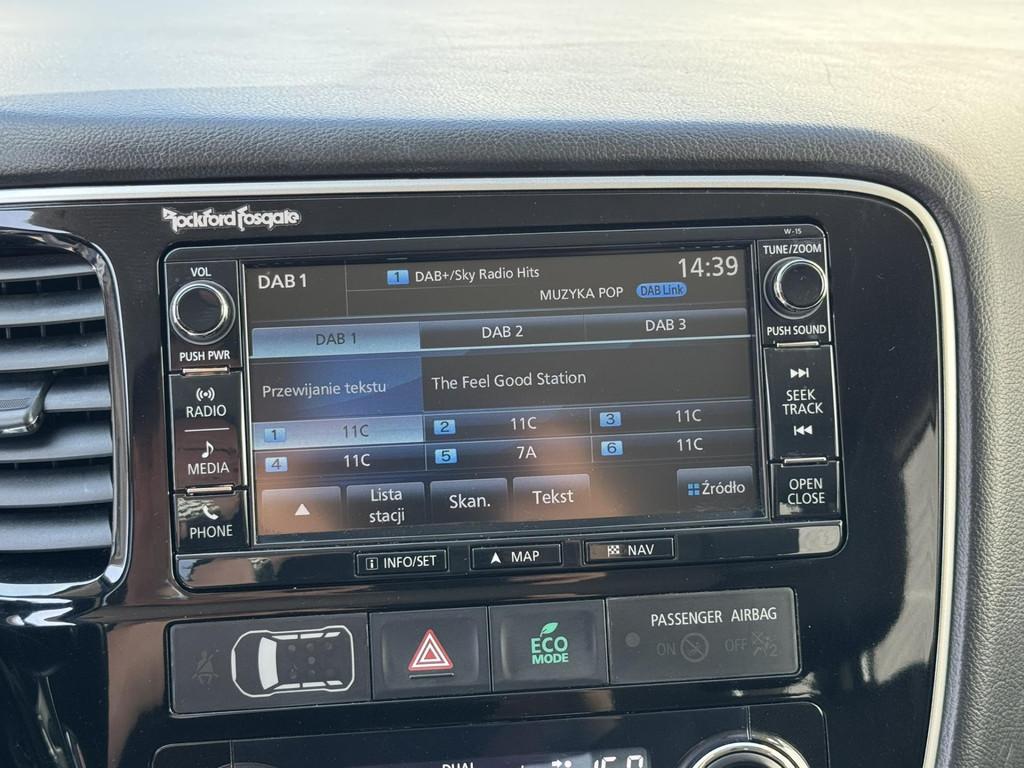 Rockford Fosgate
W-15
VOL
PUSH PWR
RADIO
MEDIA
PHONE
DAB 1
1 DAB+/Sky Radio Hits
14:39
MUZYKA POP DAB Link
DAB 1 DAB 2 DAB 3
Przewijanie tekstu The Feel Good Station
1 11C 2 11C 3 11C
4 11C 5 7A 6 11C
Lista
stacji
Skan.
Tekst
Źródło
TUNE/ZOOM
PUSH SOUND
SEEK
TRACK
OPEN
CLOSE
i INFO/SET
MAP
NAV
ECO
MODE
PASSENGER AIRBAG
ON OFF 2
DUAL